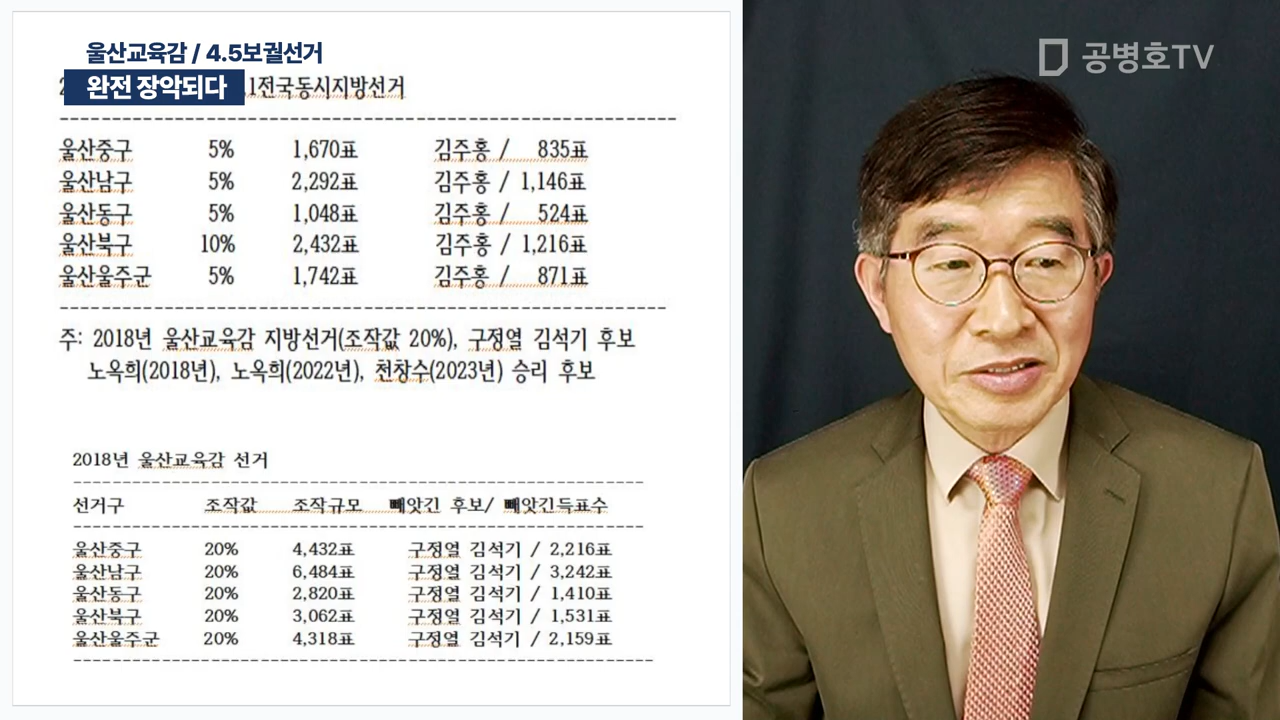 울산교육감 / 4.5보궐선거
완전 장악되다
공병호TV
2 .1전국동시지방선거
울산중구 5% 1,670표 김주홍 / 835표
울산남구 5% 2,292표 김주홍 / 1,146표
울산동구 5% 1,048표 김주홍 / 524표
울산북구 10% 2,432표 김주홍 / 1,216표
울산울주군 5% 1,742표 김주홍 / 871표
주: 2018년 울산교육감 지방선거(조작값 20%), 구정열 김석기 후보
노옥희(2018년), 노옥희(2022년), 천창수(2023년) 승리 후보
2018년 울산교육감 선거
선거구 조작값 조작규모 빼앗긴 후보/ 빼앗긴득표수
울산중구 20% 4,432표 구정열 김석기 / 2,216표
울산남구 20% 6,484표 구정열 김석기 / 3,242표
울산동구 20% 2,820표 구정열 김석기 / 1,410표
울산북구 20% 3,062표 구정열 김석기 / 1,531표
울산울주군 20% 4,318표 구정열 김석기 / 2,159표